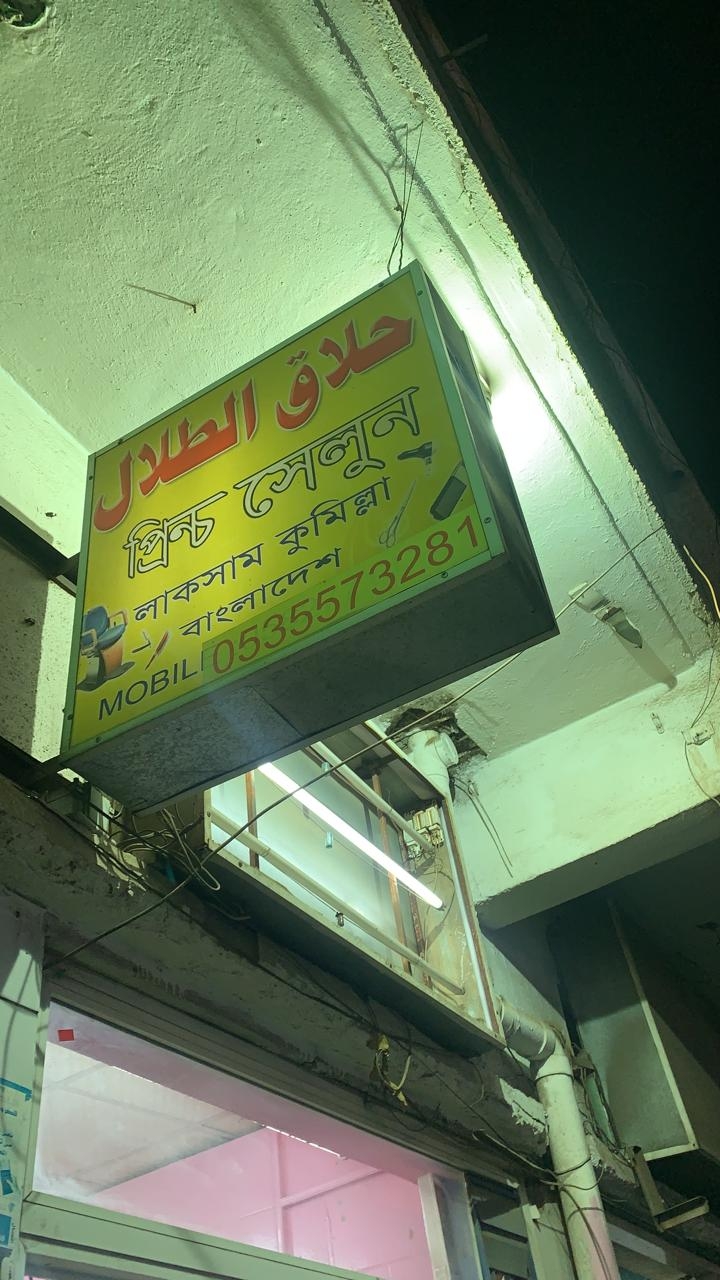 حلاق الطلال
প্রিন্স সেলুন
লাকসাম কুমিল্লা
বাংলাদেশ
MOBIL 0535573281